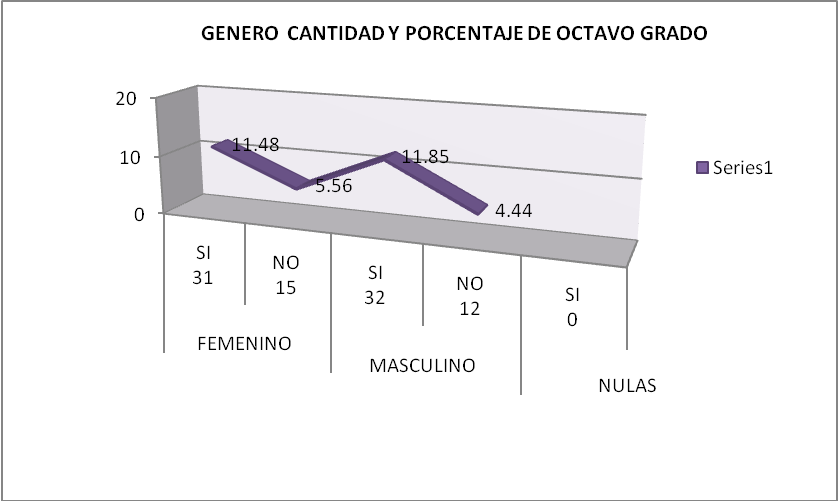 GENERO CANTIDAD Y PORCENTAJE DE OCTAVO GRADO
20
10
0
11.48
5.56
11.85
4.44
Series1
SI
31
NO
15
SI
32
NO
12
SI
0
FEMENINO
MASCULINO
NULAS